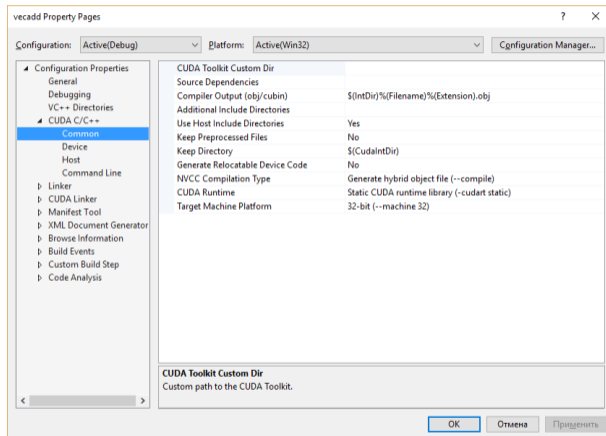 vecadd Property Pages ? ×
Configuration: Active(Debug) Platform: Active(Win32) Configuration Manager...
Configuration Properties
General
Debugging
VC++ Directories
CUDA C/C++
Common
Device
Host
Command Line
Linker
CUDA Linker
Manifest Tool
XML Document Generator
Browse Information
Build Events
Custom Build Step
Code Analysis
CUDA Toolkit Custom Dir
Source Dependencies
Compiler Output (obj/cubin) $(IntDir)%(Filename)%(Extension).obj
Additional Include Directories
Use Host Include Directories Yes
Keep Preprocessed Files No
Keep Directory $(CudaIntDir)
Generate Relocatable Device Code No
NVCC Compilation Type Generate hybrid object file (--compile)
CUDA Runtime Static CUDA runtime library (-cudart static)
Target Machine Platform 32-bit (--machine 32)
CUDA Toolkit Custom Dir
Custom path to the CUDA Toolkit.
OK Отмена Применить